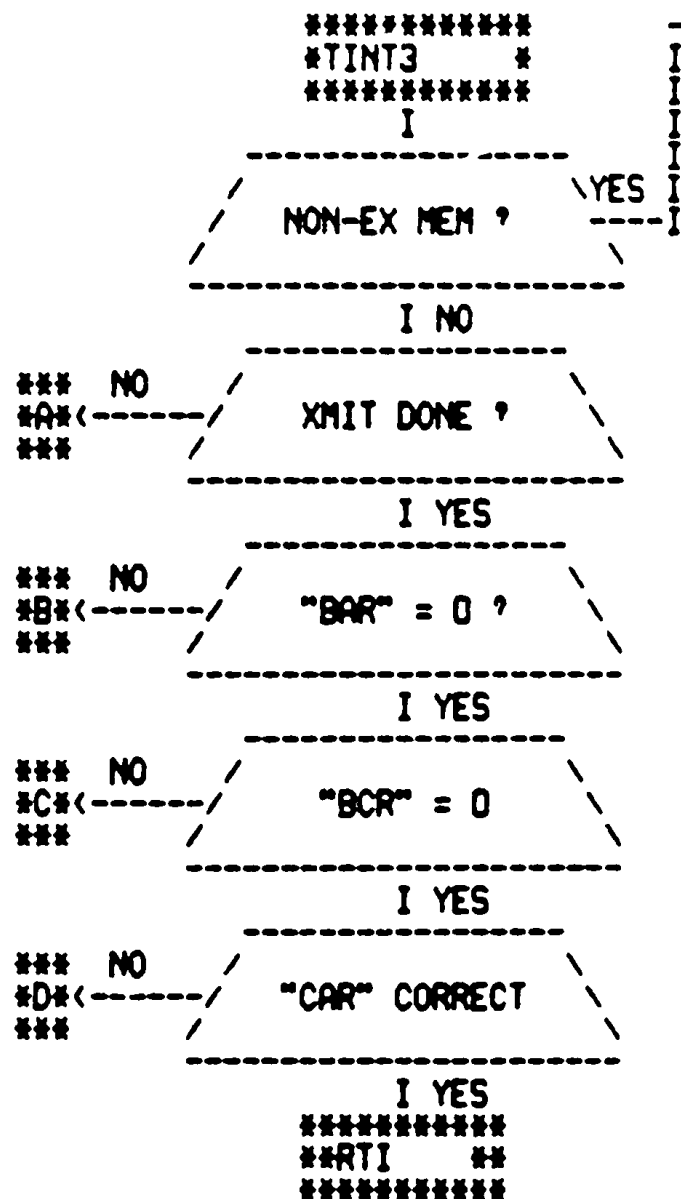 ***********
*TINT3 *
***********
I
NON-EX MEM ? YES
I NO
NO
*** 
*A*<------ XMIT DONE ?
***
I YES
NO
***
*B*<------ "BAR" = 0 ?
***
I YES
NO
***
*C*<------ "BCR" = 0
***
I YES
NO
***
*D*<------ "CAR" CORRECT
***
I YES
***********
**RTI **
***********